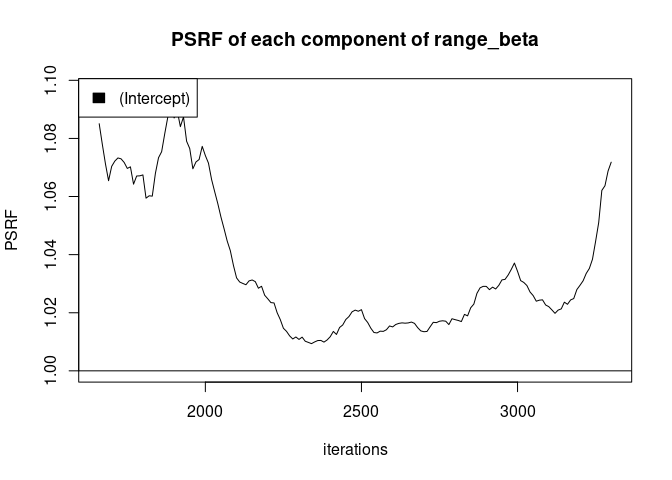 PSRF of each component of range_beta
(Intercept)
PSRF
1.10
1.08
1.06
1.04
1.02
1.00
2000 2500 3000
iterations